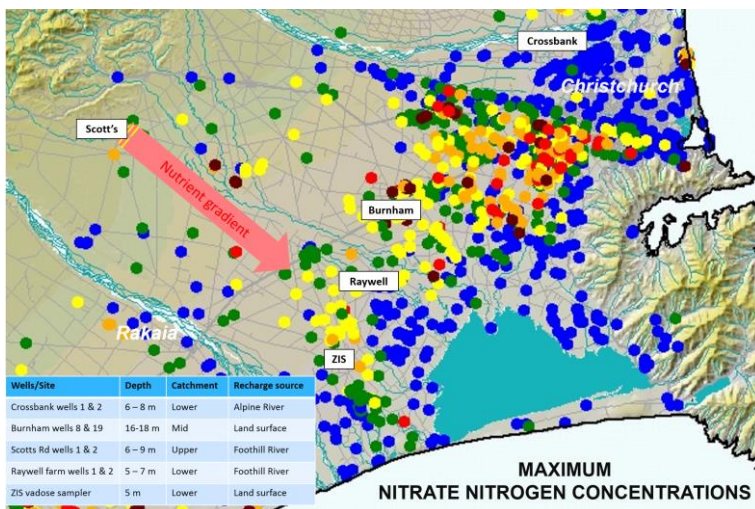 Crossbank
Christchurch
Scott's
Nutrient gradient
Burnham
Raywell
Rakaia
ZIS
Wells/Site Depth Catchment Recharge source
Crossbank wells 1 & 2 6 – 8 m Lower Alpine River
Burnham wells 8 & 19 16-18 m Mid Land surface
Scotts Rd wells 1 & 2 6 – 9 m Upper Foothill River
Raywell farm wells 1 & 2 5 – 7 m Lower Foothill River
ZIS vadose sampler 5 m Lower Land surface
MAXIMUM
NITRATE NITROGEN CONCENTRATIONS